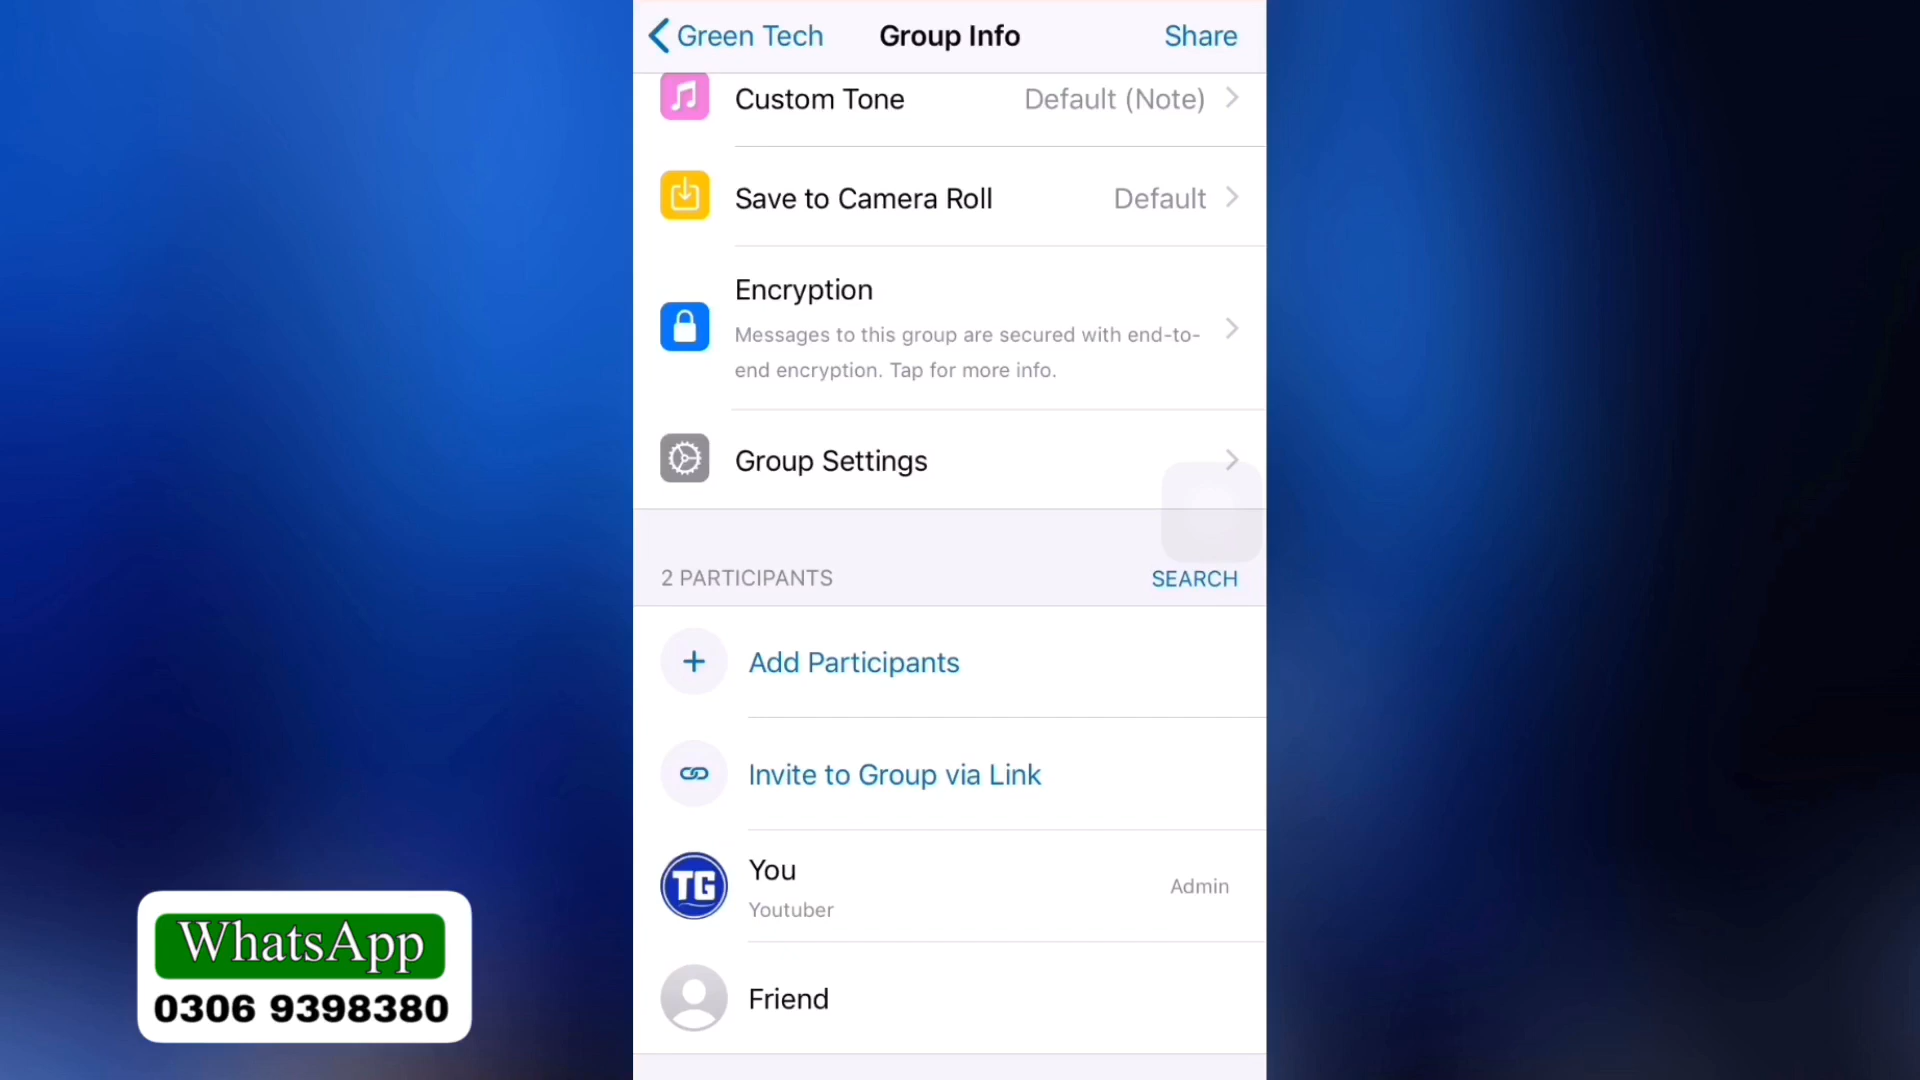 Green Tech
Group Info
Share
Custom Tone
Default (Note)
Save to Camera Roll
Default
Encryption
Messages to this group are secured with end-to-
end encryption. Tap for more info.
Group Settings
2 PARTICIPANTS
SEARCH
Add Participants
Invite to Group via Link
TG
You
Youtuber
Admin
Friend
WhatsApp
0306 9398380